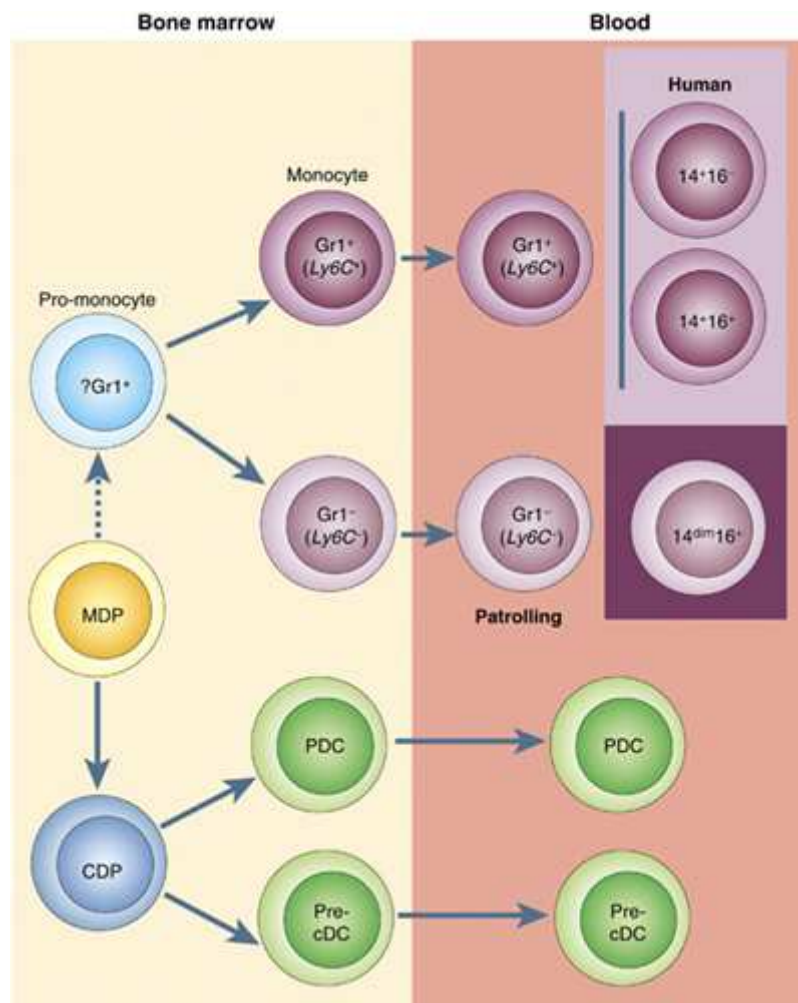 Bone marrow
Blood
Human
14⁺16⁻
Monocyte
Gr1⁺
(Ly6C⁺)
Gr1⁺
(Ly6C⁺)
14⁺16⁺
Pro-monocyte
?Gr1⁺
Gr1⁻
(Ly6C⁻)
Gr1⁻
(Ly6C⁻)
14ᵈⁱᵐ16⁺
MDP
Patrolling
PDC
PDC
CDP
Pre-
cDC
Pre-
cDC